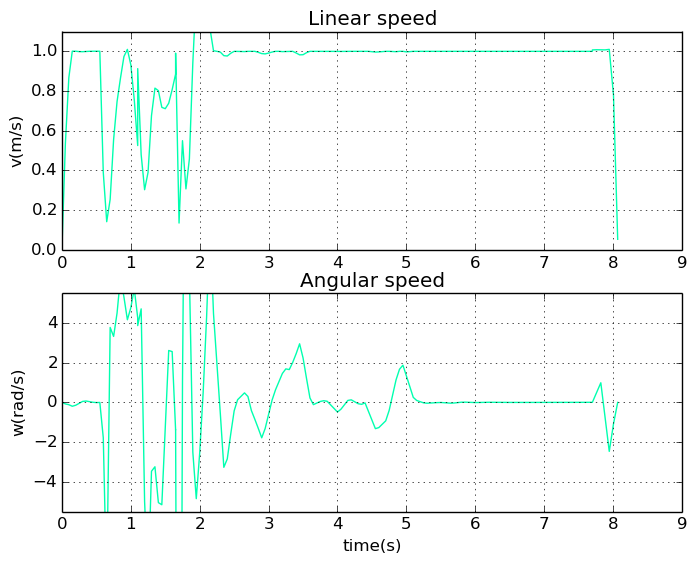 Linear speed
1.0
0.8
0.6
0.4
0.2
0.0
v(m/s)
0 1 2 3 4 5 6 7 8 9
Angular speed
4
2
0
−2
−4
w(rad/s)
0 1 2 3 4 5 6 7 8 9
time(s)